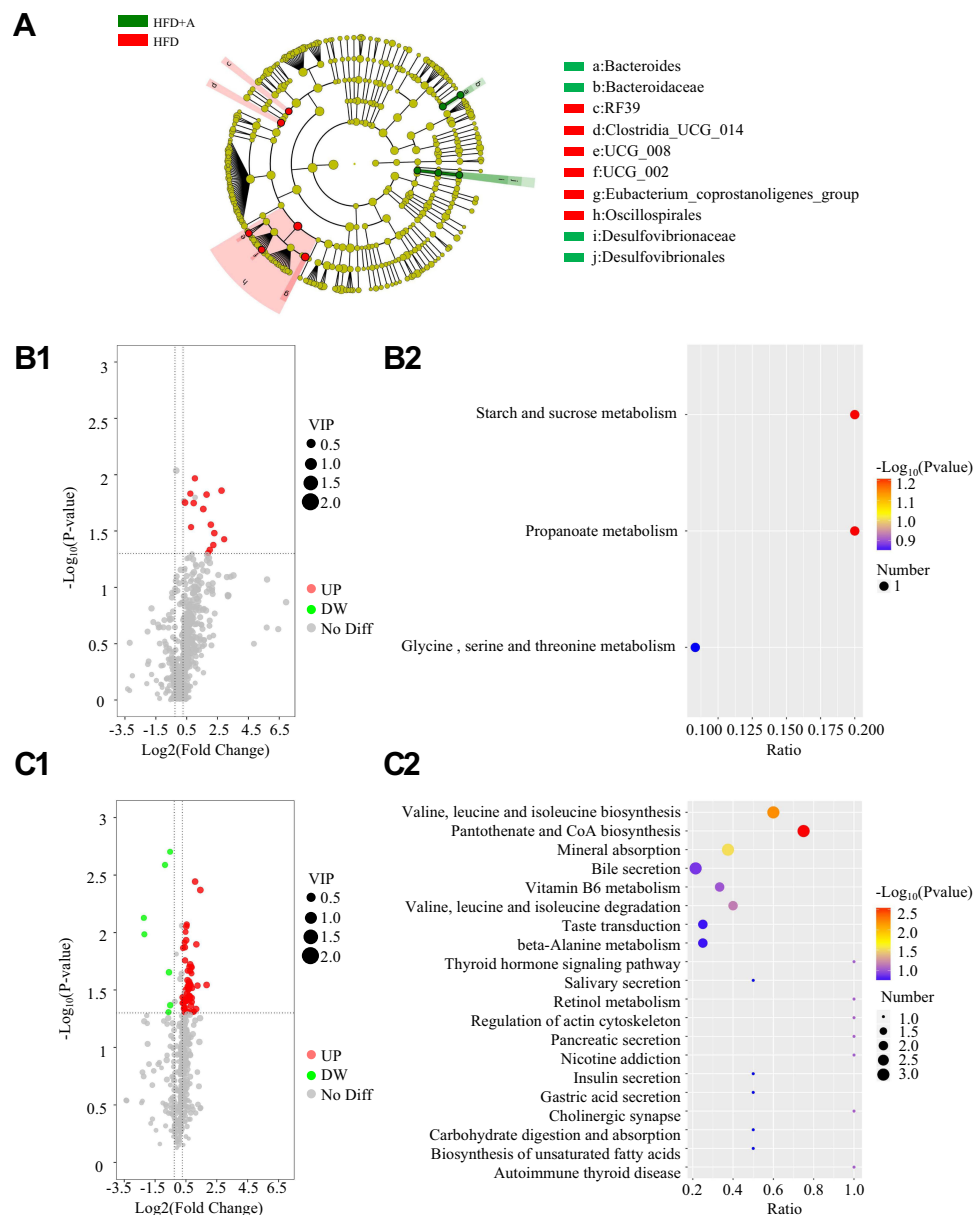 A
HFD+A
HFD
c
d
b
h
g
a:Bacteroides
b:Bacteroidaceae
c:RF39
d:Clostridia_UCG_014
e:UCG_008
f:UCG_002
g:Eubacterium_coprostanoligenes_group
h:Oscillospirales
i:Desulfovibrionaceae
j:Desulfovibrionales
B1
3
2.5
2
1.5
1
0.5
0
-Log10(P-value)
-3.5 -1.5 0.5 2.5 4.5 6.5
Log2(Fold Change)
VIP
0.5
1.0
1.5
2.0
UP
DW
No Diff
B2
Starch and sucrose metabolism
Propanoate metabolism
Glycine , serine and threonine metabolism
0.100 0.125 0.150 0.175 0.200
Ratio
-Log10(Pvalue)
1.2
1.1
1.0
0.9
Number
1
C1
3
2.5
2
1.5
1
0.5
0
-Log10(P-value)
-3.5 -1.5 0.5 2.5 4.5 6.5
Log2(Fold Change)
VIP
0.5
1.0
1.5
2.0
UP
DW
No Diff
C2
Valine, leucine and isoleucine biosynthesis
Pantothenate and CoA biosynthesis
Mineral absorption
Bile secretion
Vitamin B6 metabolism
Valine, leucine and isoleucine degradation
Taste transduction
beta-Alanine metabolism
Thyroid hormone signaling pathway
Salivary secretion
Retinol metabolism
Regulation of actin cytoskeleton
Pancreatic secretion
Nicotine addiction
Insulin secretion
Gastric acid secretion
Cholinergic synapse
Carbohydrate digestion and absorption
Biosynthesis of unsaturated fatty acids
Autoimmune thyroid disease
0.2 0.4 0.6 0.8 1.0
Ratio
-Log10(Pvalue)
2.5
2.0
1.5
1.0
Number
1.0
1.5
2.0
2.5
3.0